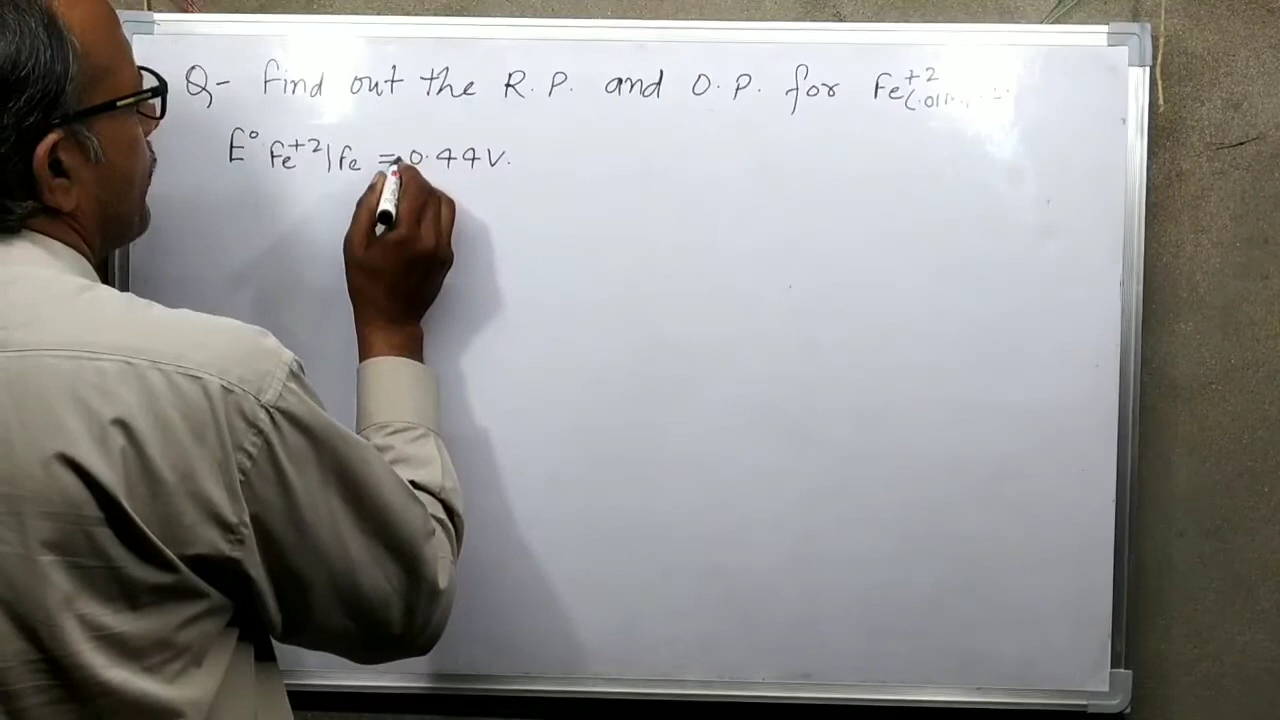 Q- Find out the R.P. and O.P. for Fe+2
E° Fe+2|Fe = 0.44V.